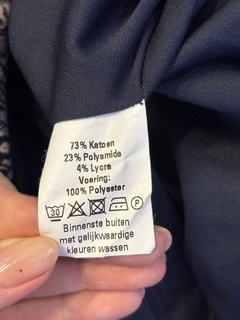 73% Katoen
23% Polyamide
4% Lycra
Voering:
100% Polyester
30 P
Binnenste buiten
met gelijkwaardige
kleuren wassen